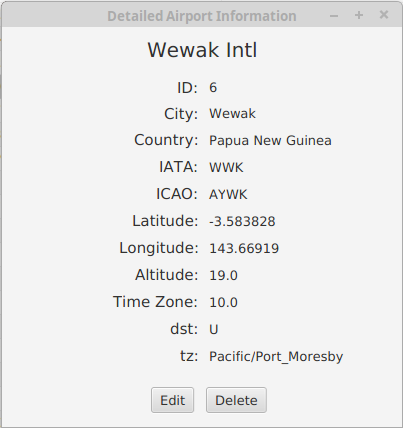 Detailed Airport Information
Wewak Intl
ID: 6
City: Wewak
Country: Papua New Guinea
IATA: WWK
ICAO: AYWK
Latitude: -3.583828
Longitude: 143.66919
Altitude: 19.0
Time Zone: 10.0
dst: U
tz: Pacific/Port_Moresby
Edit Delete